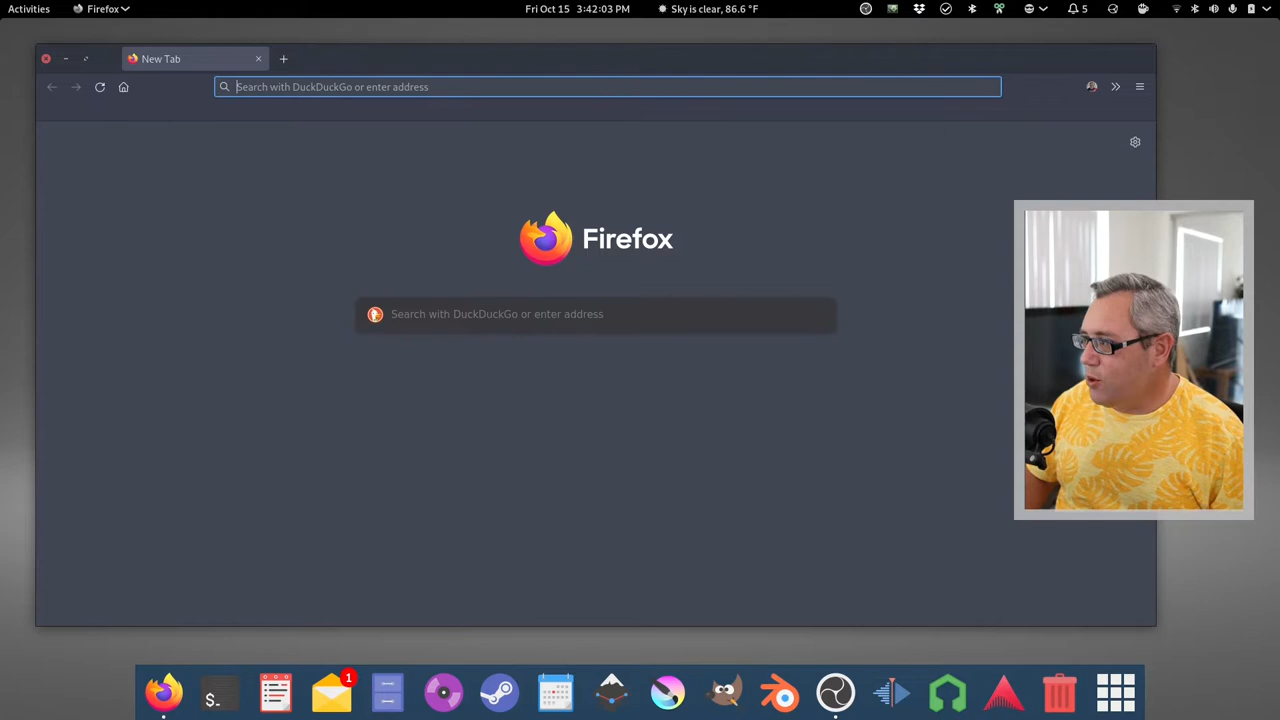 Activities
Firefox
Fri Oct 15 3:42:03 PM
Sky is clear, 86.6 °F
5
New Tab
Search with DuckDuckGo or enter address
Firefox
Search with DuckDuckGo or enter address
$_
1